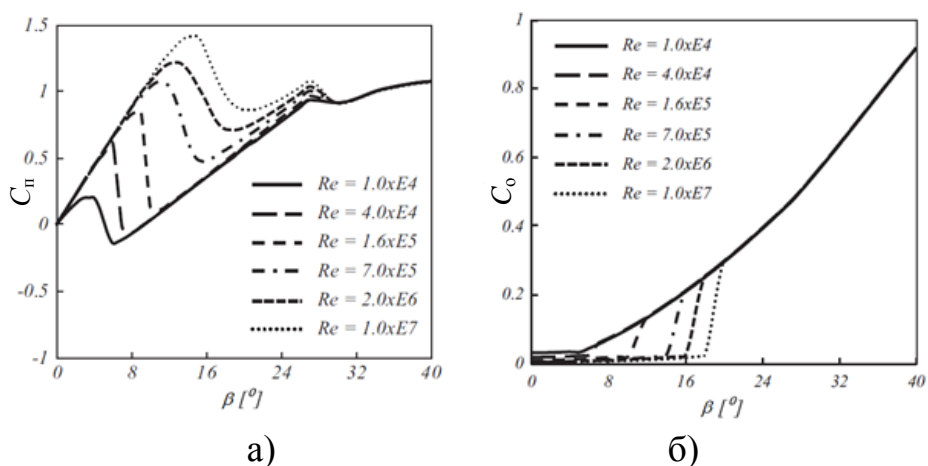 1.5
1
0.5
0
-0.5
-1
Cп
Re = 1.0xE4
Re = 4.0xE4
Re = 1.6xE5
Re = 7.0xE5
Re = 2.0xE6
Re = 1.0xE7
0 8 16 24 32 40
β [º]
а)
1
0.8
0.6
0.4
0.2
0
Cо
Re = 1.0xE4
Re = 4.0xE4
Re = 1.6xE5
Re = 7.0xE5
Re = 2.0xE6
Re = 1.0xE7
0 8 16 24 32 40
β [º]
б)